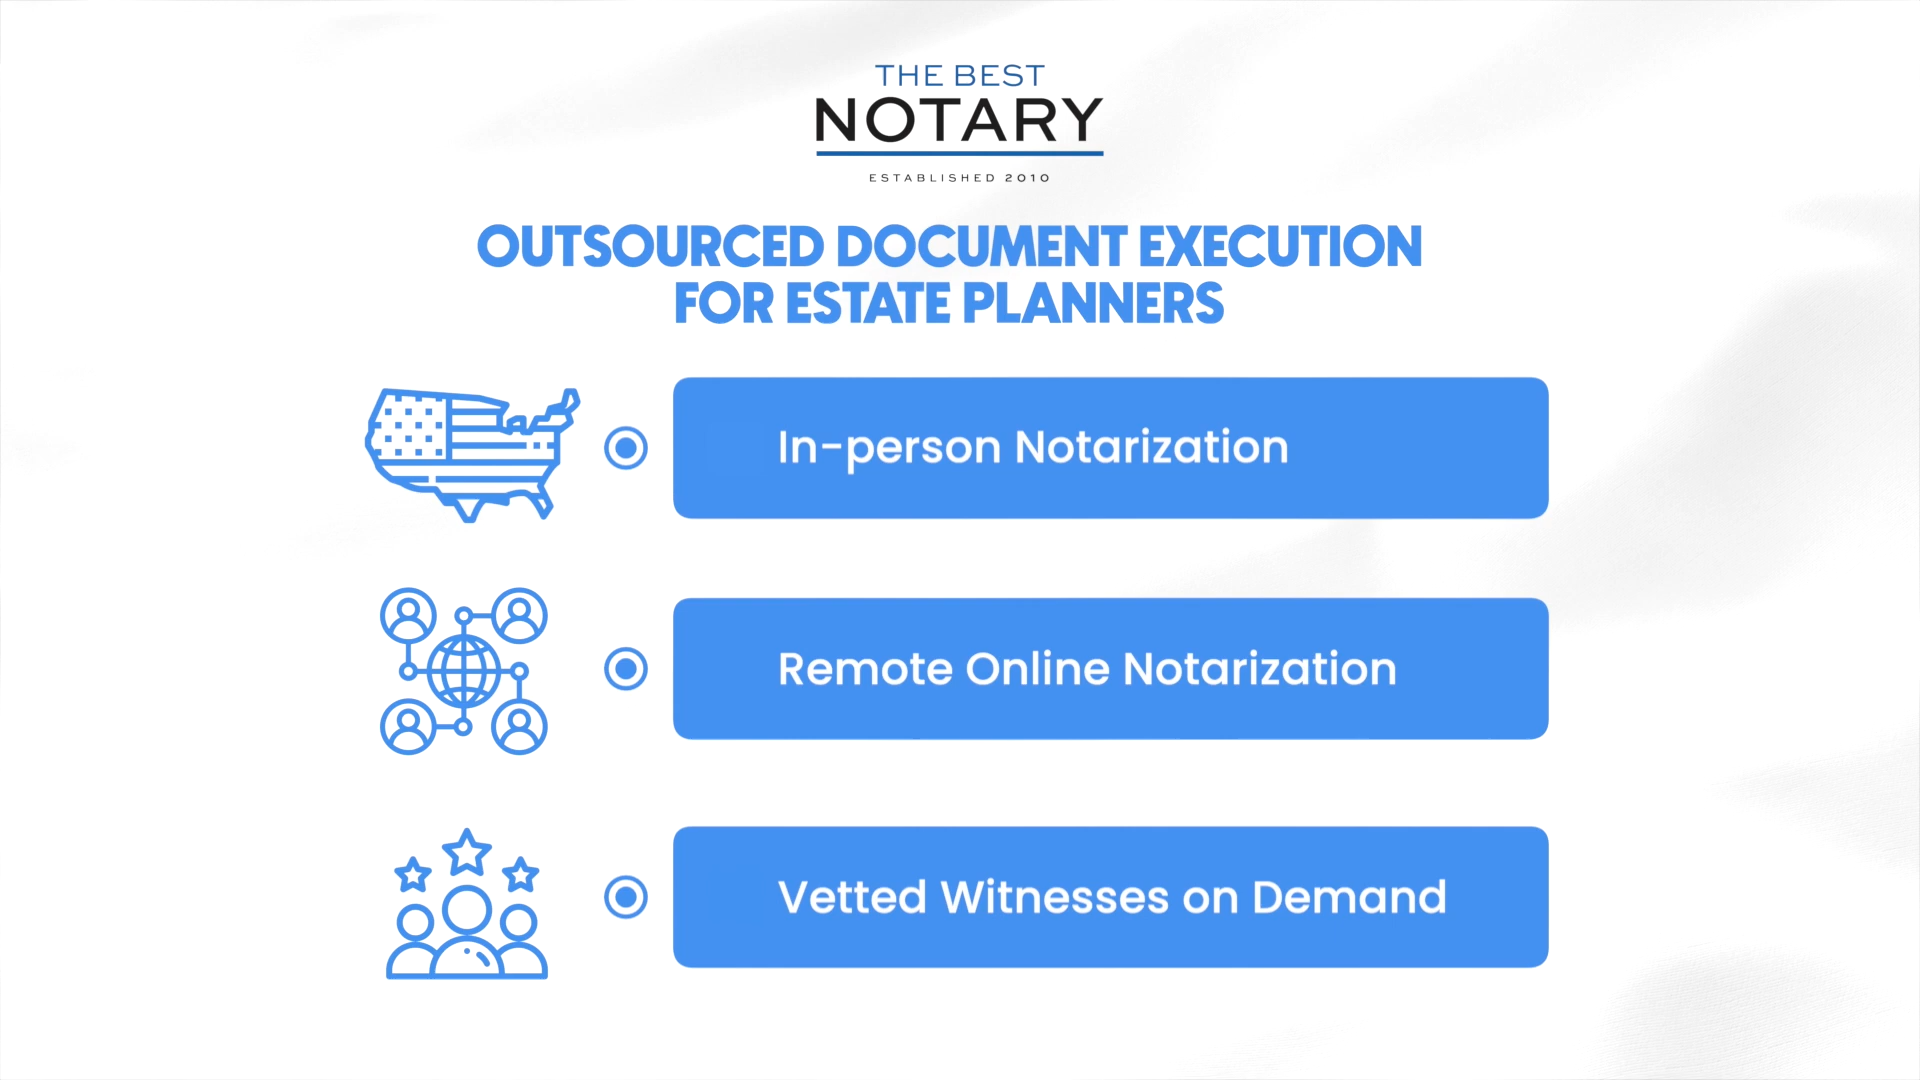 THE BEST
NOTARY
ESTABLISHED 2010
OUTSOURCED DOCUMENT EXECUTION
FOR ESTATE PLANNERS
In-person Notarization
Remote Online Notarization
Vetted Witnesses on Demand